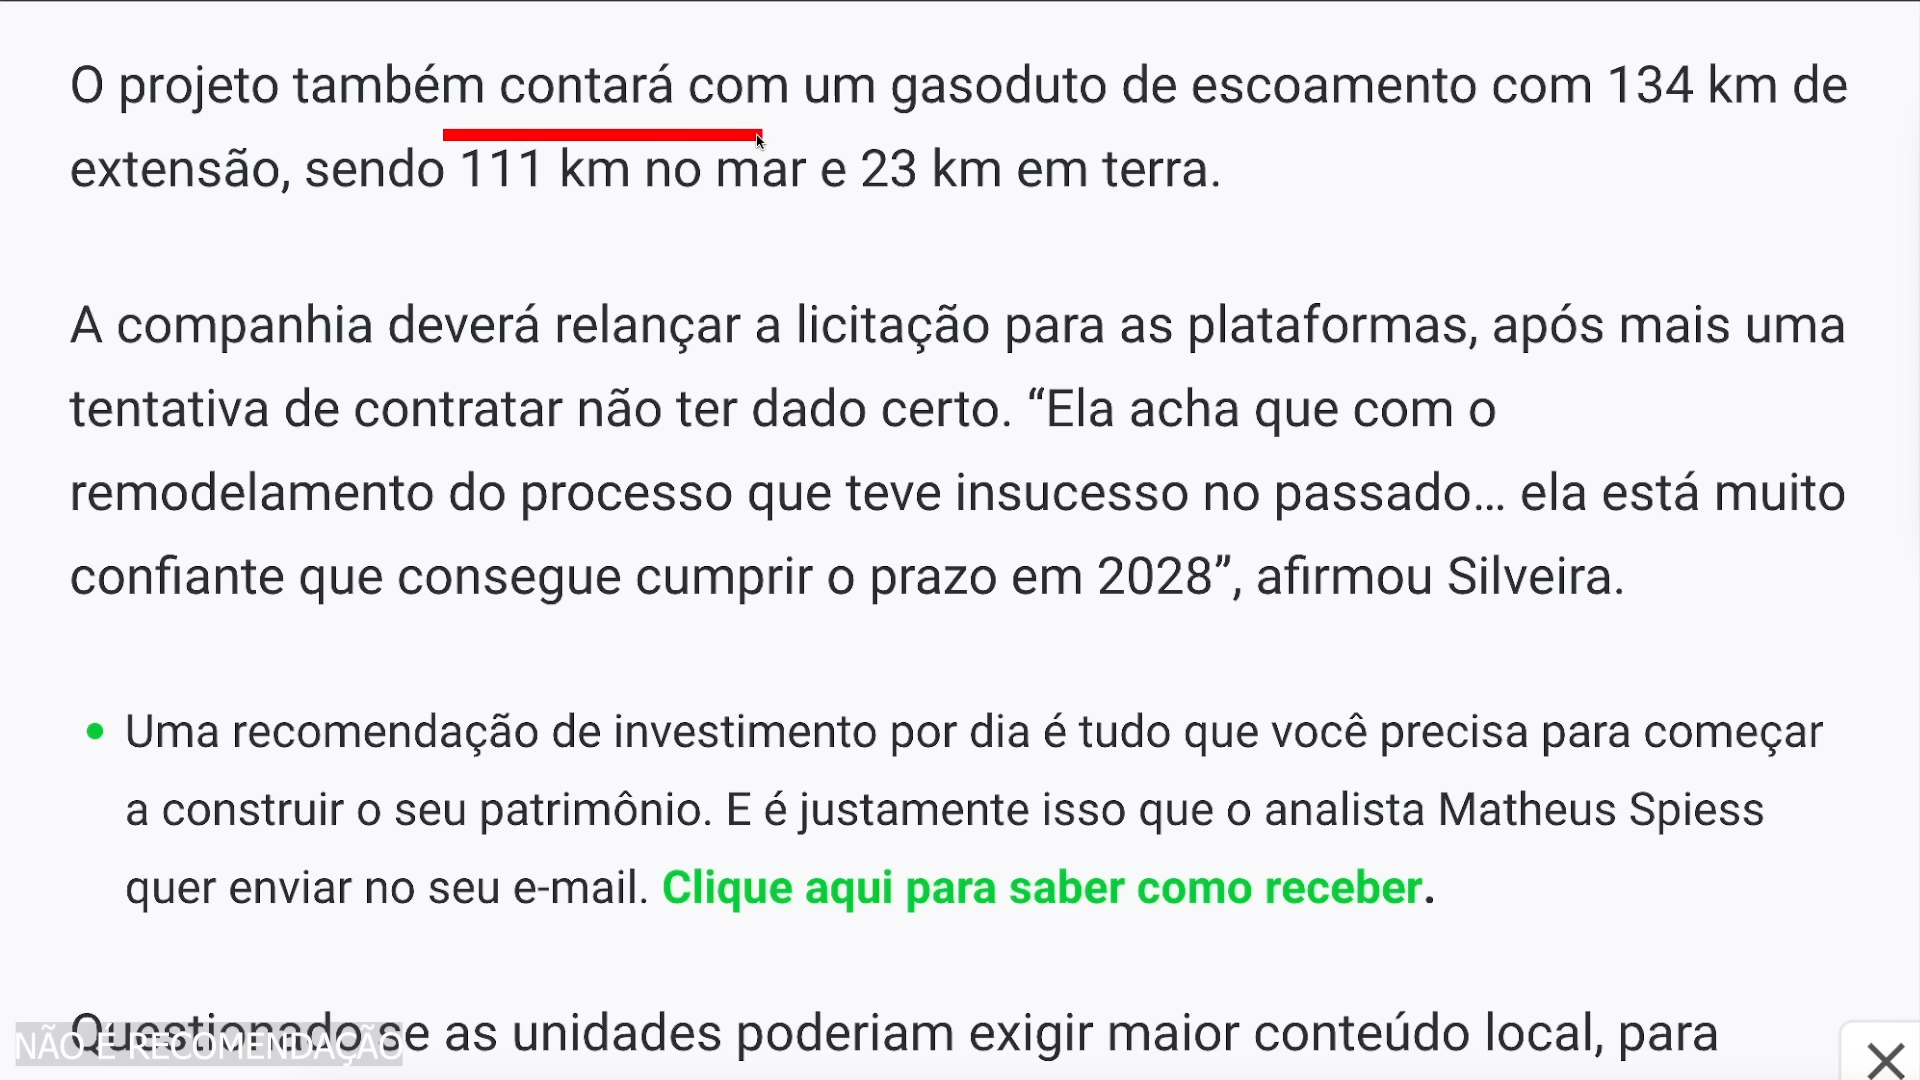 O projeto também contará com um gasoduto de escoamento com 134 km de
extensão, sendo 111 km no mar e 23 km em terra.
A companhia deverá relançar a licitação para as plataformas, após mais uma
tentativa de contratar não ter dado certo. “Ela acha que com o
remodelamento do processo que teve insucesso no passado… ela está muito
confiante que consegue cumprir o prazo em 2028”, afirmou Silveira.
• Uma recomendação de investimento por dia é tudo que você precisa para começar
a construir o seu patrimônio. E é justamente isso que o analista Matheus Spiess
quer enviar no seu e-mail. Clique aqui para saber como receber.
Questionado se as unidades poderiam exigir maior conteúdo local, para
NÃO É RECOMENDAÇÃO